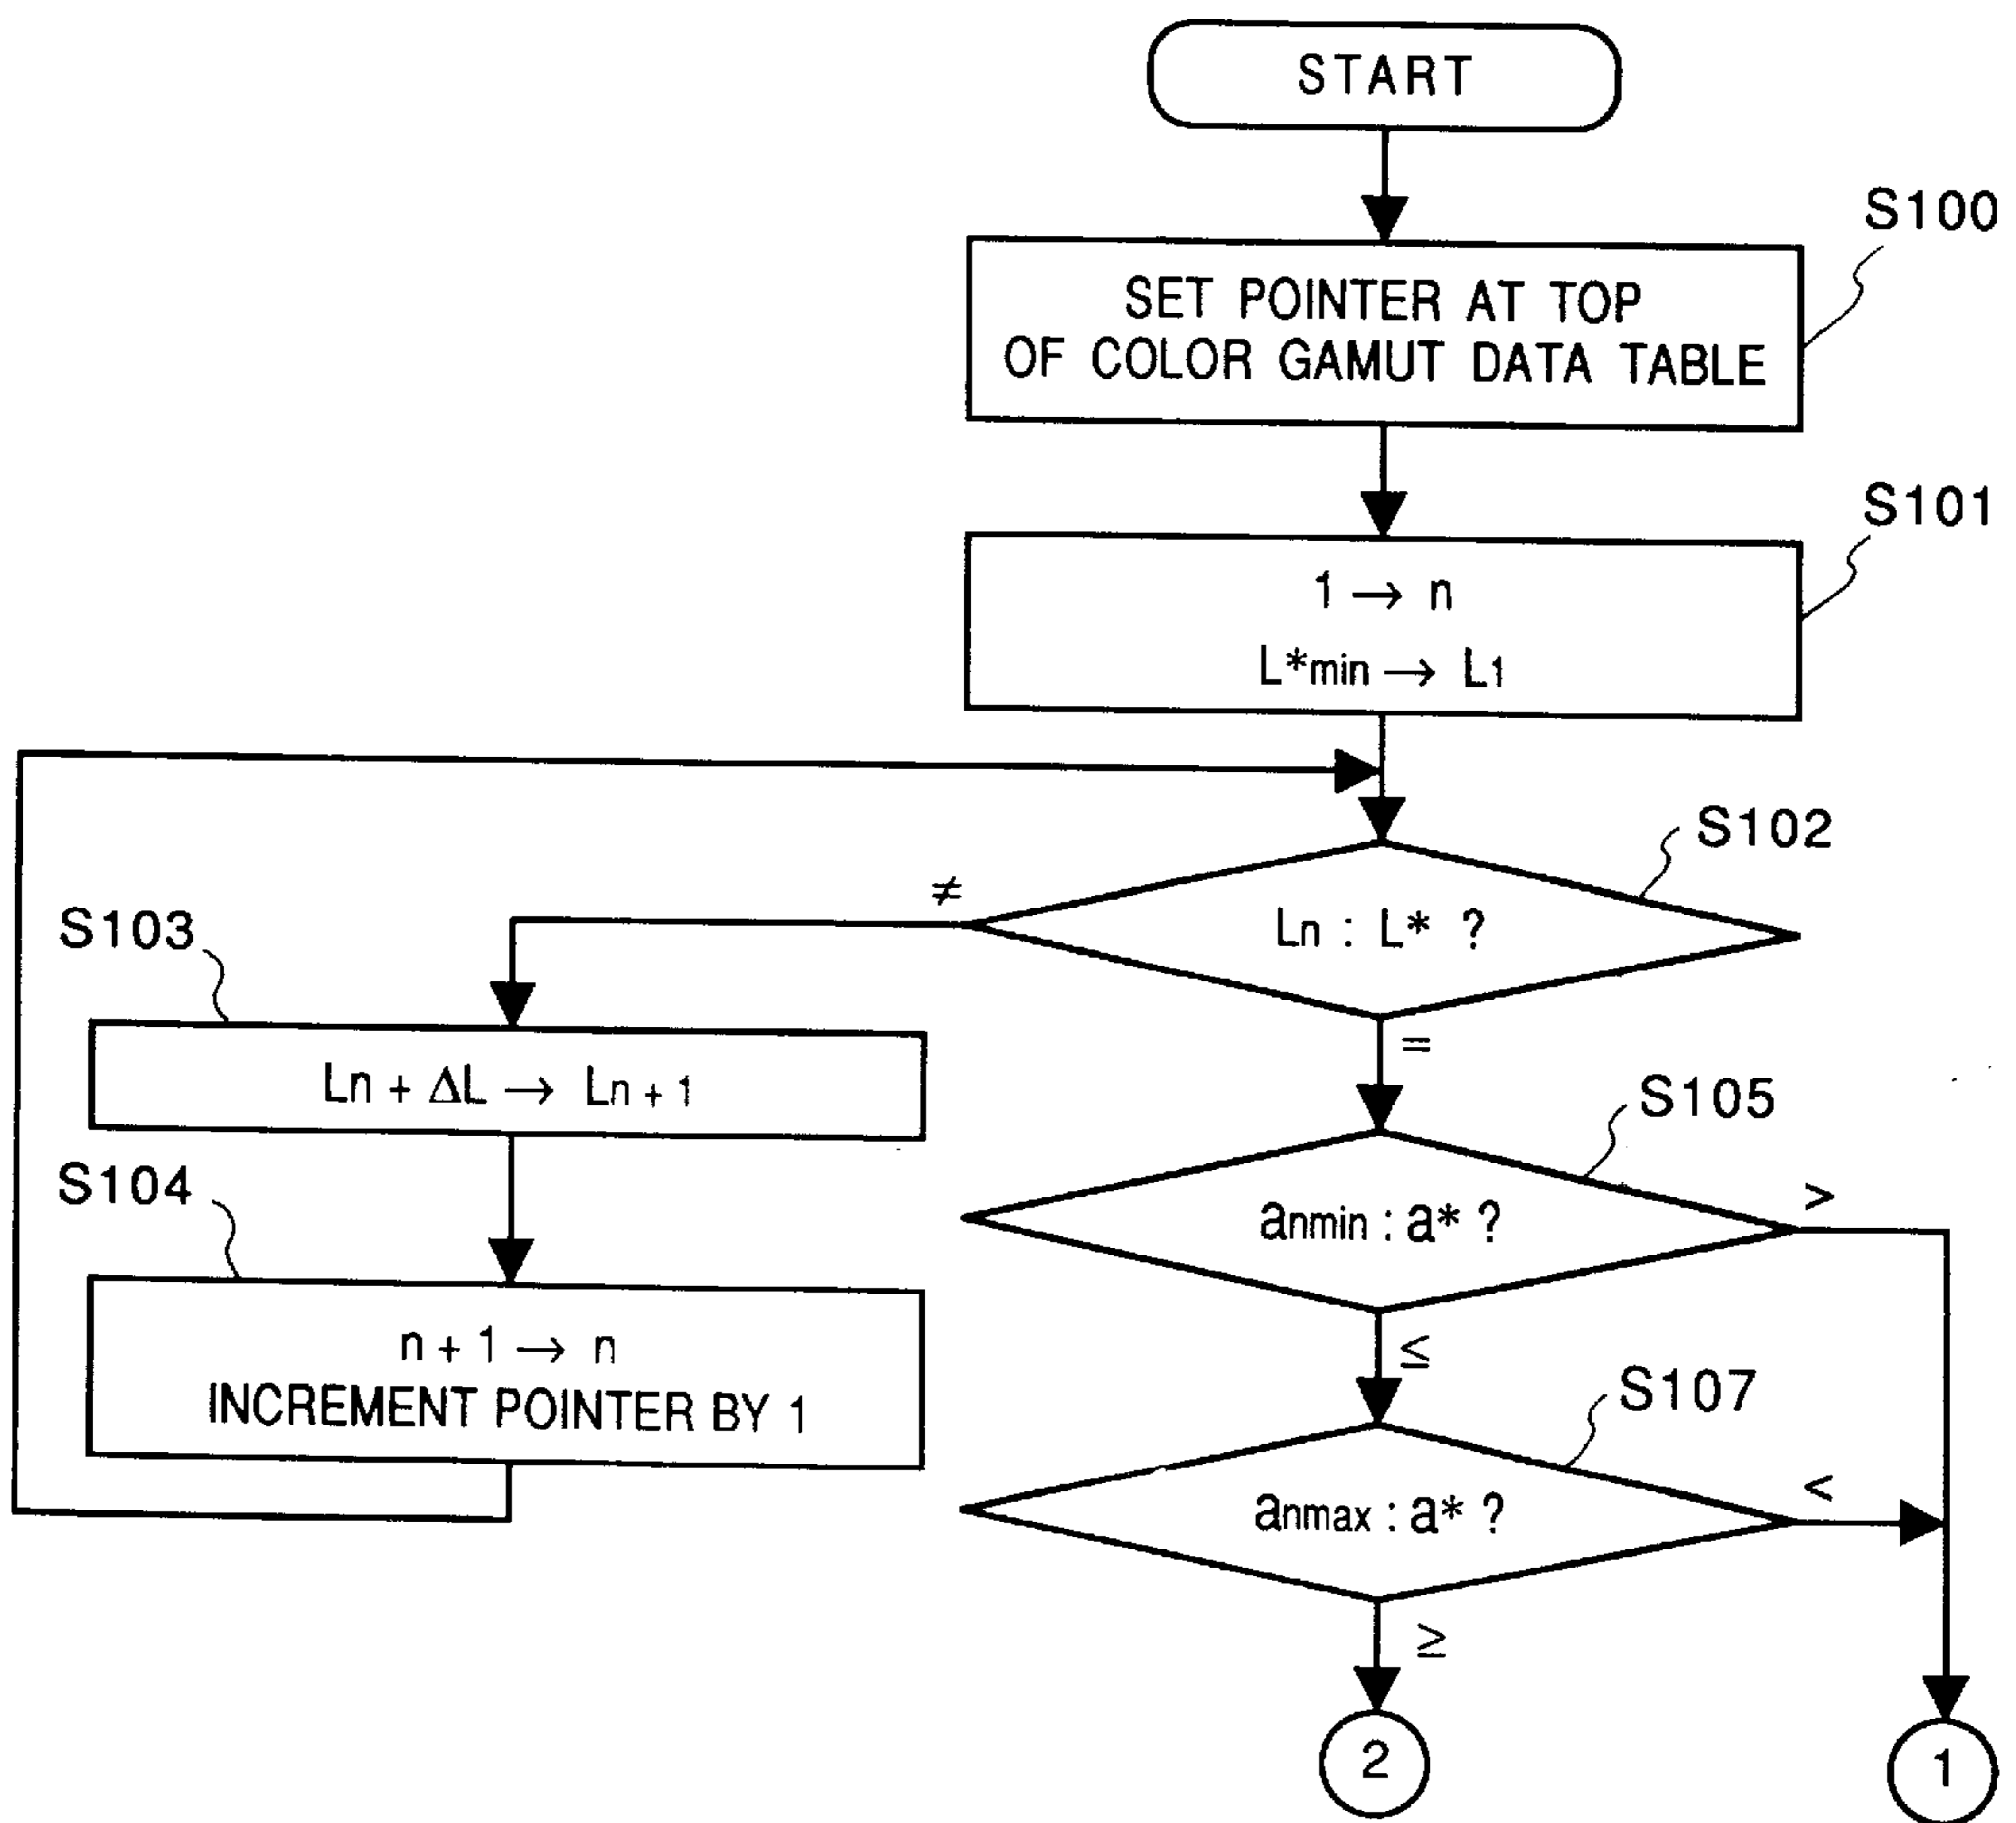 START
S100
SET POINTER AT TOP
OF COLOR GAMUT DATA TABLE
S101
1 → n
L*min → L1
S102
≠
Ln : L* ?
S103
=
Ln + ΔL → Ln + 1
S105
>
anmin : a* ?
S104
n + 1 → n
INCREMENT POINTER BY 1
≤
S107
<
anmax : a* ?
≥
2
1